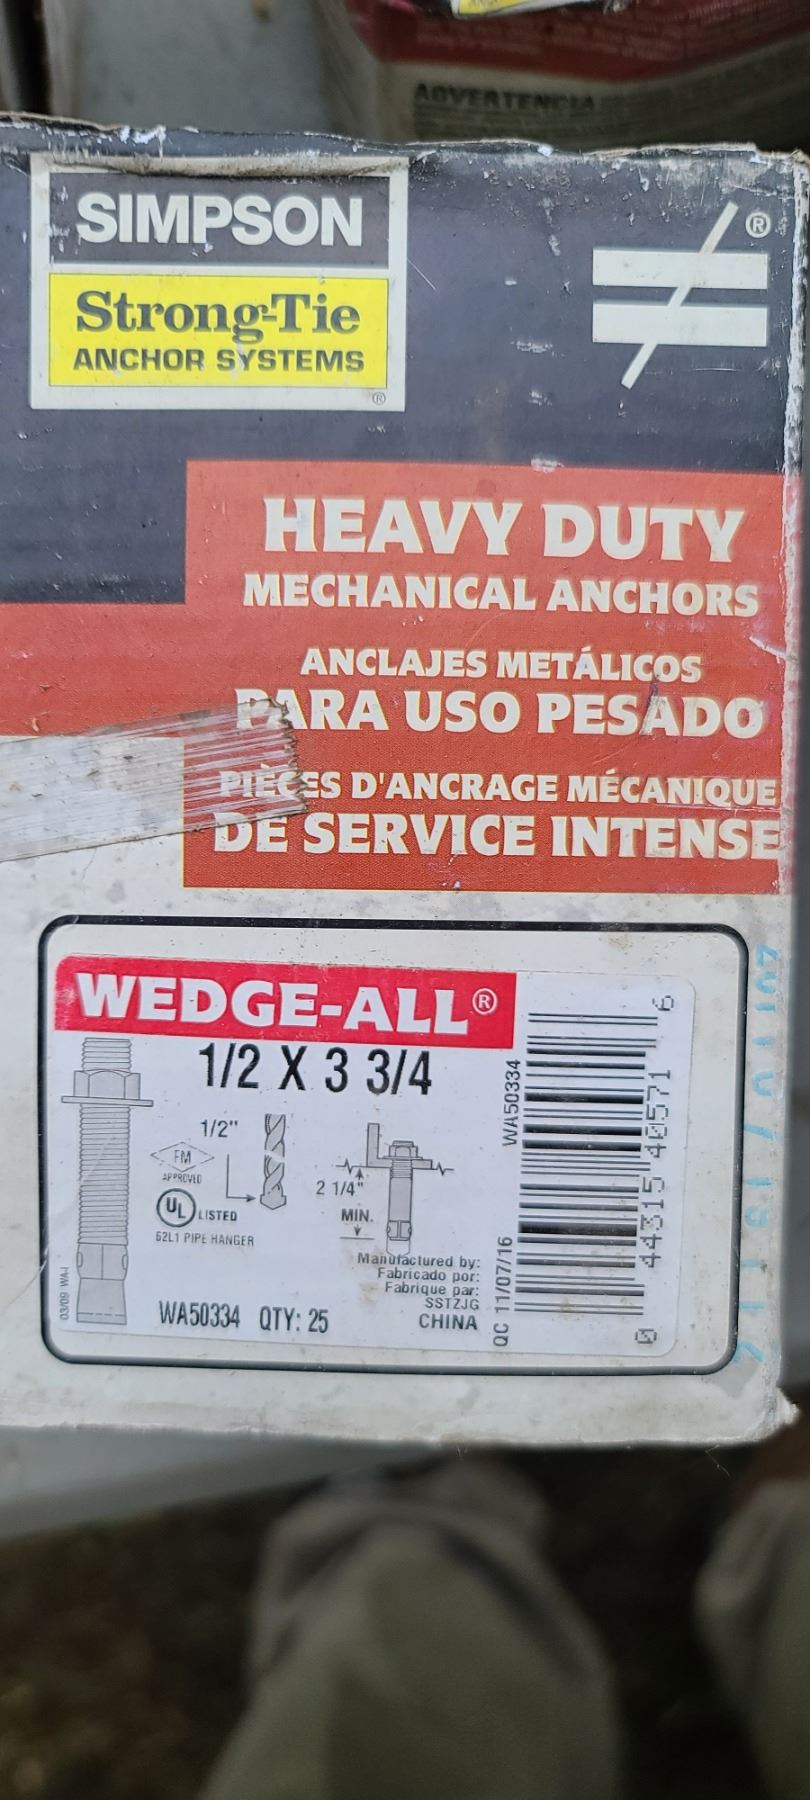 ADVERTENCIA
SIMPSON
Strong-Tie
ANCHOR SYSTEMS
®
®
HEAVY DUTY
MECHANICAL ANCHORS
ANCLAJES METÁLICOS
PARA USO PESADO
PIÈCES D'ANCRAGE MÉCANIQUE
DE SERVICE INTENSE
WEDGE-ALL®
1/2 X 3 3/4
1/2"
FM
APPROVED
UL LISTED
62L1 PIPE HANGER
2 1/4"
MIN.
Manufactured by:
Fabricado por:
Fabrique par:
SSTZJG
CHINA
WA50334 QTY: 25
03/09 WA-I
WA50334
QC 11/07/16
0 44315 40571 6